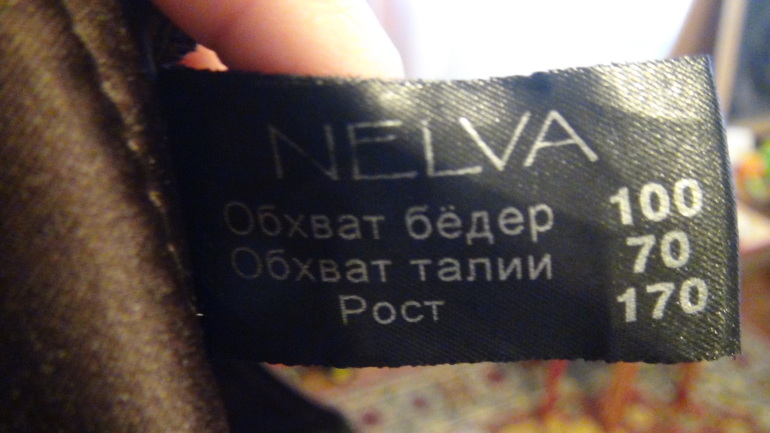 NELVA
Обхват бёдер 100
Обхват талии 70
Рост 170